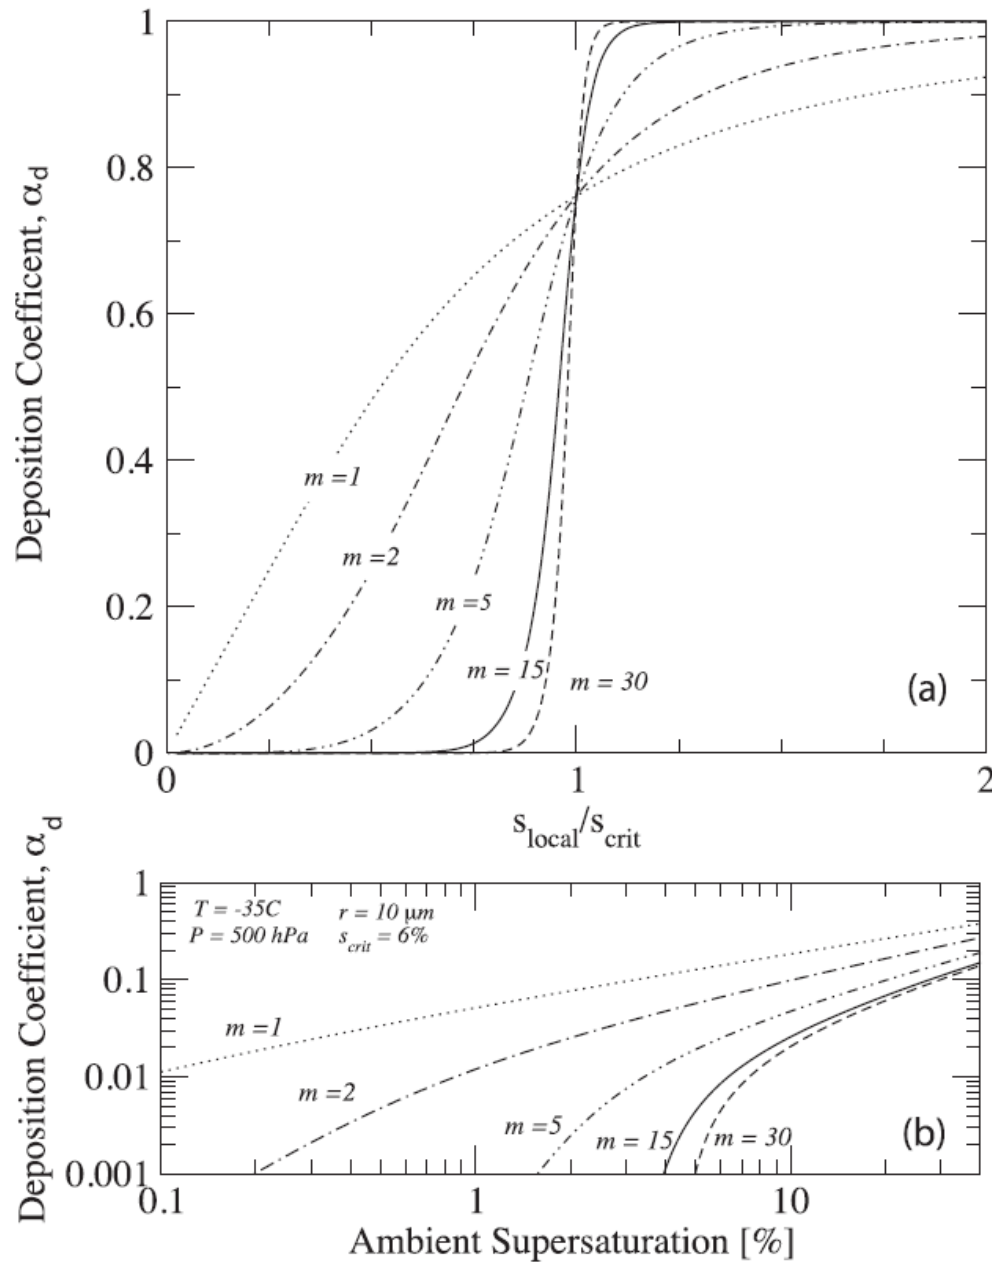 1
0.8
0.6
0.4
0.2
0
Deposition Coefficent, αd
m =1
m =2
m =5
m = 15
m = 30
(a)
0
1
2
slocal/scrit
1
0.1
0.01
0.001
Deposition Coefficient, αd
T = -35C r = 10 μm
P = 500 hPa scrit = 6%
m =1
m =2
m =5
m = 15
m = 30
(b)
0.1
1
10
Ambient Supersaturation [%]